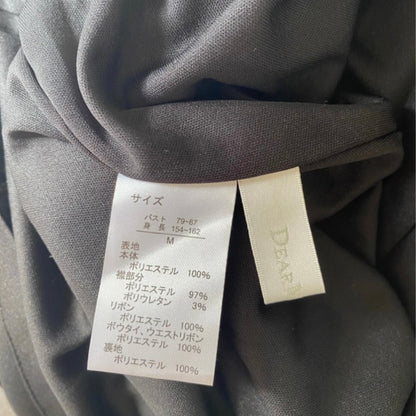 サイズ
バスト 79-87
身長 154-162
M
表地
本体
ポリエステル 100%
襟部分
ポリエステル 97%
ポリウレタン 3%
リボン
ポリエステル 100%
ボウタイ、ウエストリボン
ポリエステル 100%
裏地
ポリエステル 100%
DEAR